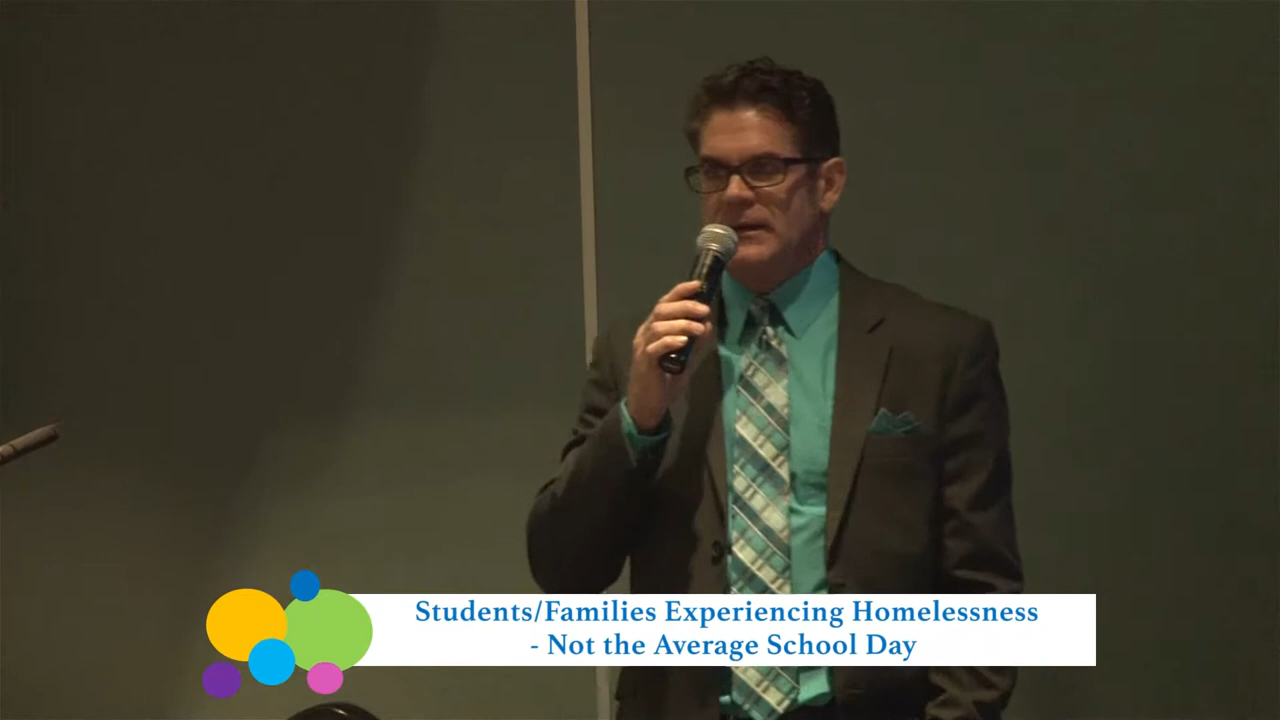 Students/Families Experiencing Homelessness
- Not the Average School Day